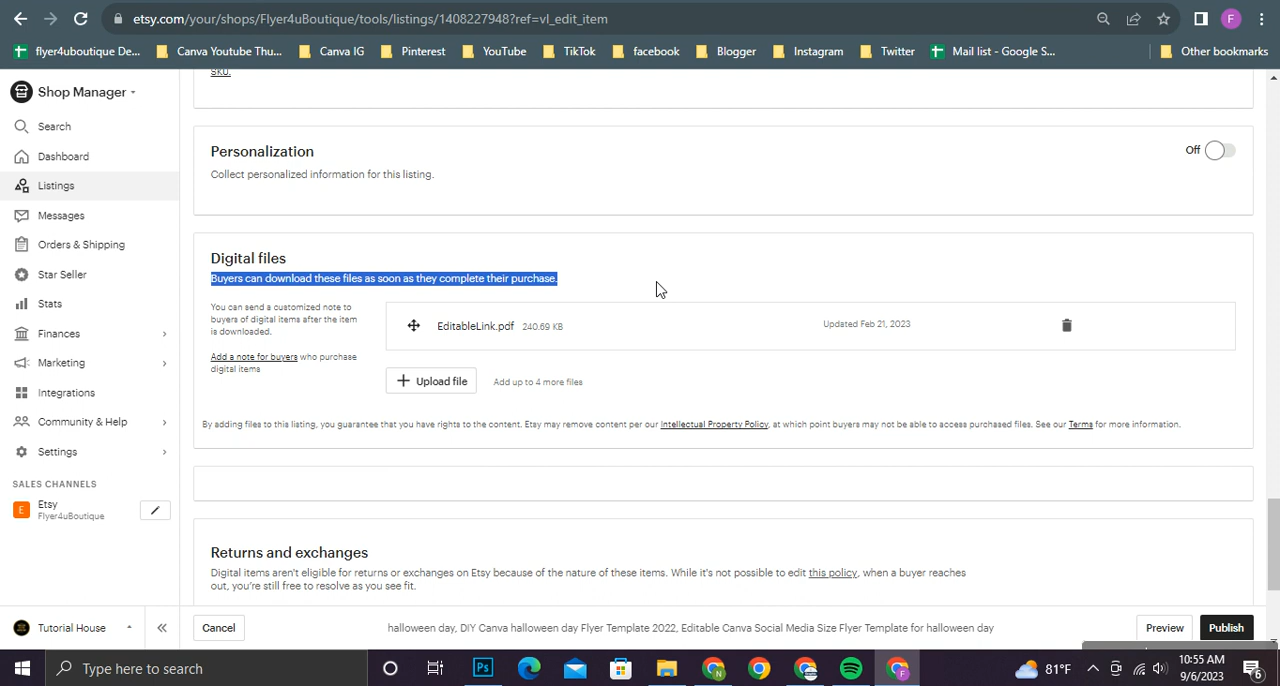 etsy.com/your/shops/Flyer4uBoutique/tools/listings/1408227948?ref=vl_edit_item
F
flyer4uboutique De... Canva Youtube Thu... Canva IG Pinterest YouTube TikTok facebook Blogger Instagram Twitter Mail list - Google S... Other bookmarks
Shop Manager
Search
Dashboard
Listings
Messages
Orders & Shipping
Star Seller
Stats
Finances
Marketing
Integrations
Community & Help
Settings
SALES CHANNELS
E
Etsy
Flyer4uBoutique
Tutorial House
SKU.
Personalization
Off
Collect personalized information for this listing.
Digital files
Buyers can download these files as soon as they complete their purchase.
You can send a customized note to
buyers of digital items after the item
is downloaded.
Add a note for buyers who purchase
digital items
EditableLink.pdf 240.69 KB Updated Feb 21, 2023
Upload file Add up to 4 more files
By adding files to this listing, you guarantee that you have rights to the content. Etsy may remove content per our Intellectual Property Policy, at which point buyers may not be able to access purchased files. See our Terms for more information.
Returns and exchanges
Digital items aren't eligible for returns or exchanges on Etsy because of the nature of these items. While it's not possible to edit this policy, when a buyer reaches
out, you're still free to resolve as you see fit.
Cancel halloween day, DIY Canva halloween day Flyer Template 2022, Editable Canva Social Media Size Flyer Template for halloween day Preview Publish
Type here to search
Ps
N
F
81°F
10:55 AM
9/6/2023
6